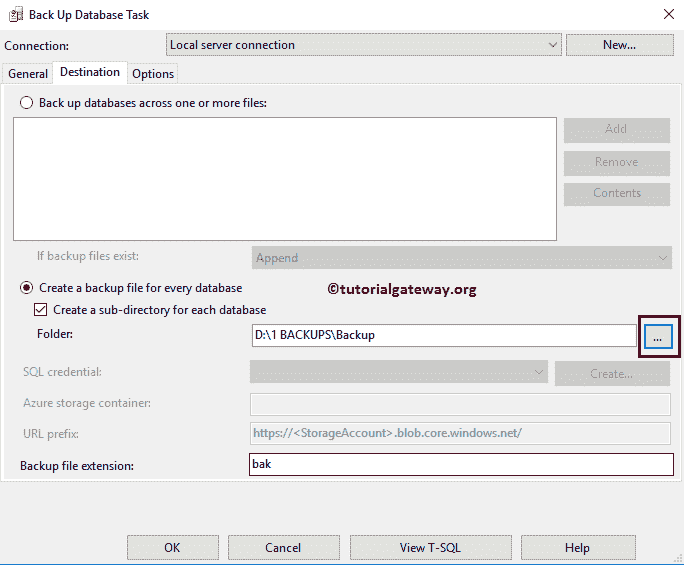 Back Up Database Task
Connection: Local server connection New...
General Destination Options
Back up databases across one or more files:
Add
Remove
Contents
If backup files exist: Append
Create a backup file for every database
©tutorialgateway.org
Create a sub-directory for each database
Folder: D:\1 BACKUPS\Backup ...
SQL credential: Create...
Azure storage container:
URL prefix: https://<StorageAccount>.blob.core.windows.net/
Backup file extension: bak
OK Cancel View T-SQL Help